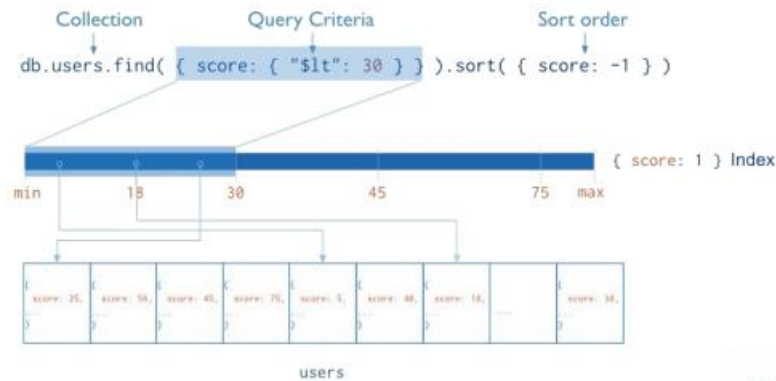 Collection Query Criteria Sort order
db.users.find( { score: { "$lt": 30 } } ).sort( { score: -1 } )
{ score: 1 } Index
min 18 30 45 75 max
{ { { { { { { {
score: 25, score: 50, score: 45, score: 75, score: 5, score: 40, score: 18, score: 30,
... ... ... ... ... ... ... ... ...
} } } } } } } }
users